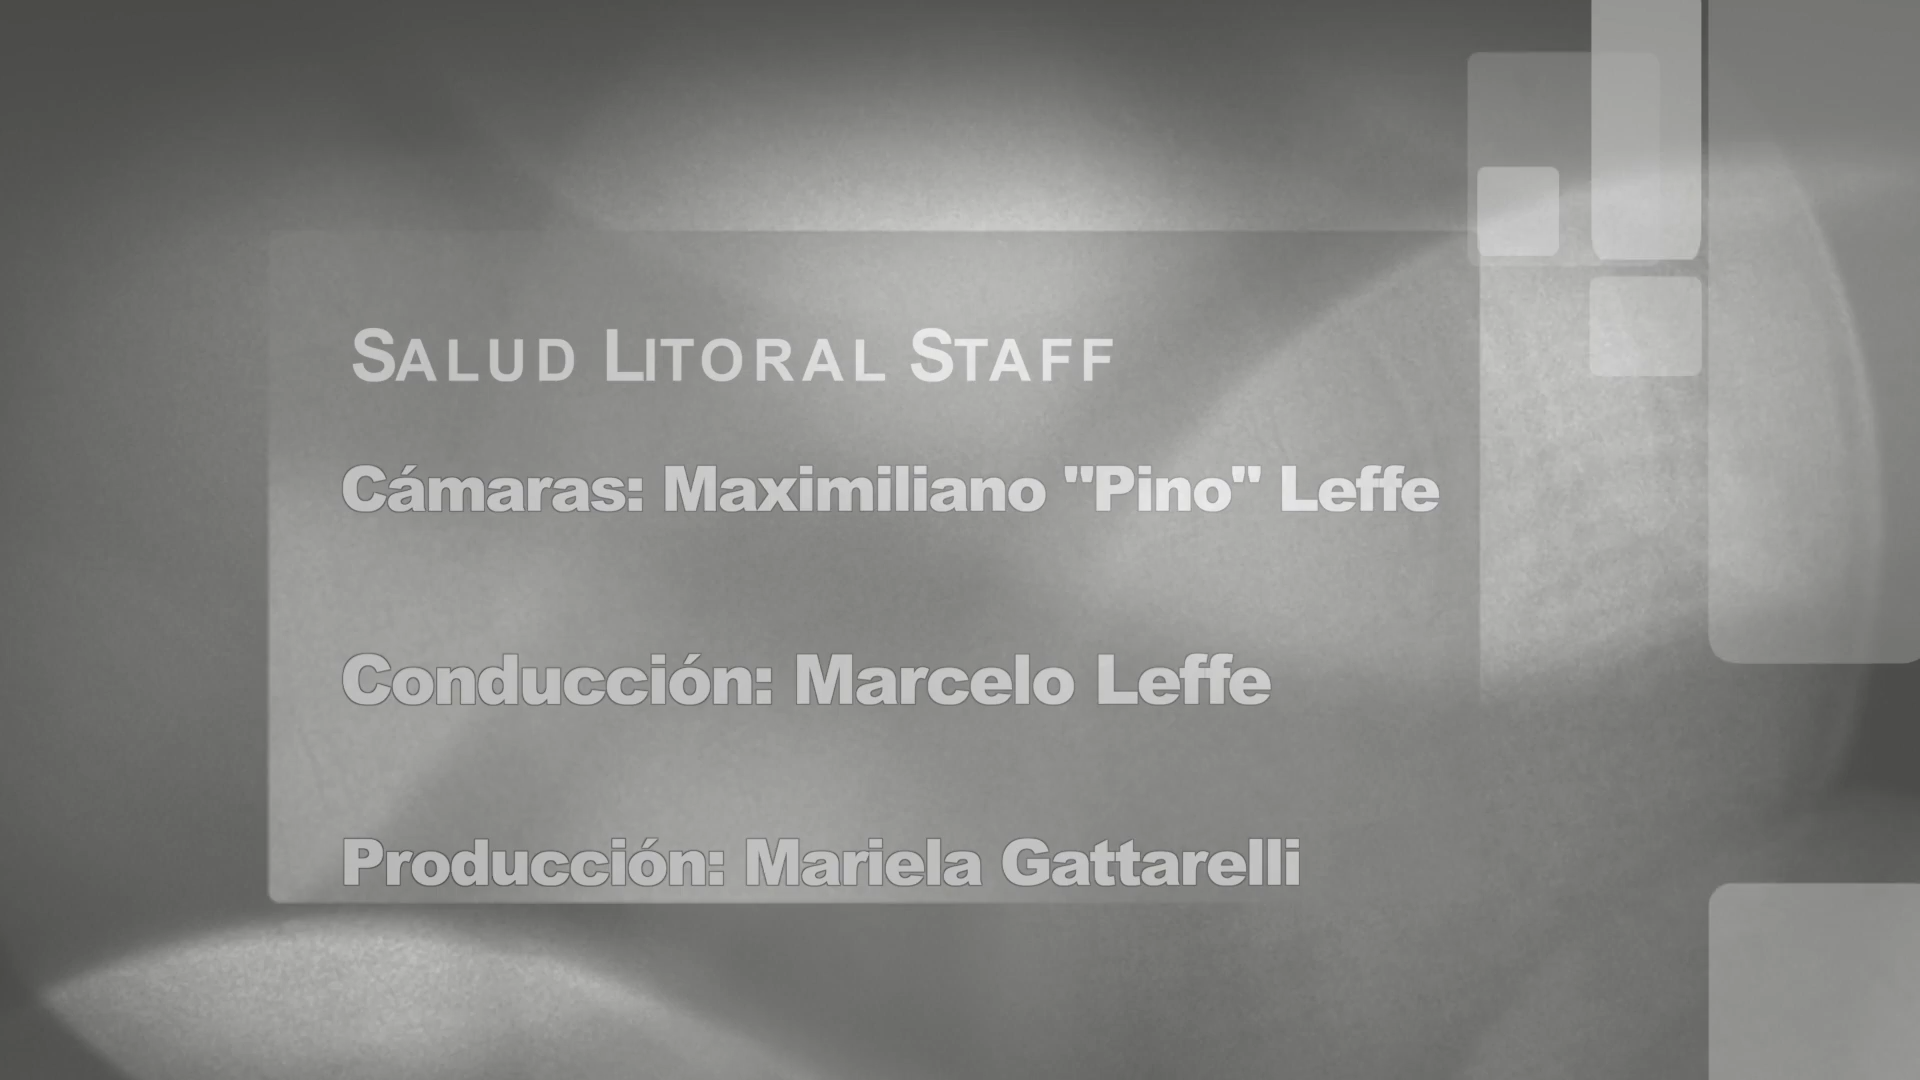 SALUD LITORAL STAFF
Cámaras: Maximiliano "Pino" Leffe
Conducción: Marcelo Leffe
Producción: Mariela Gattarelli